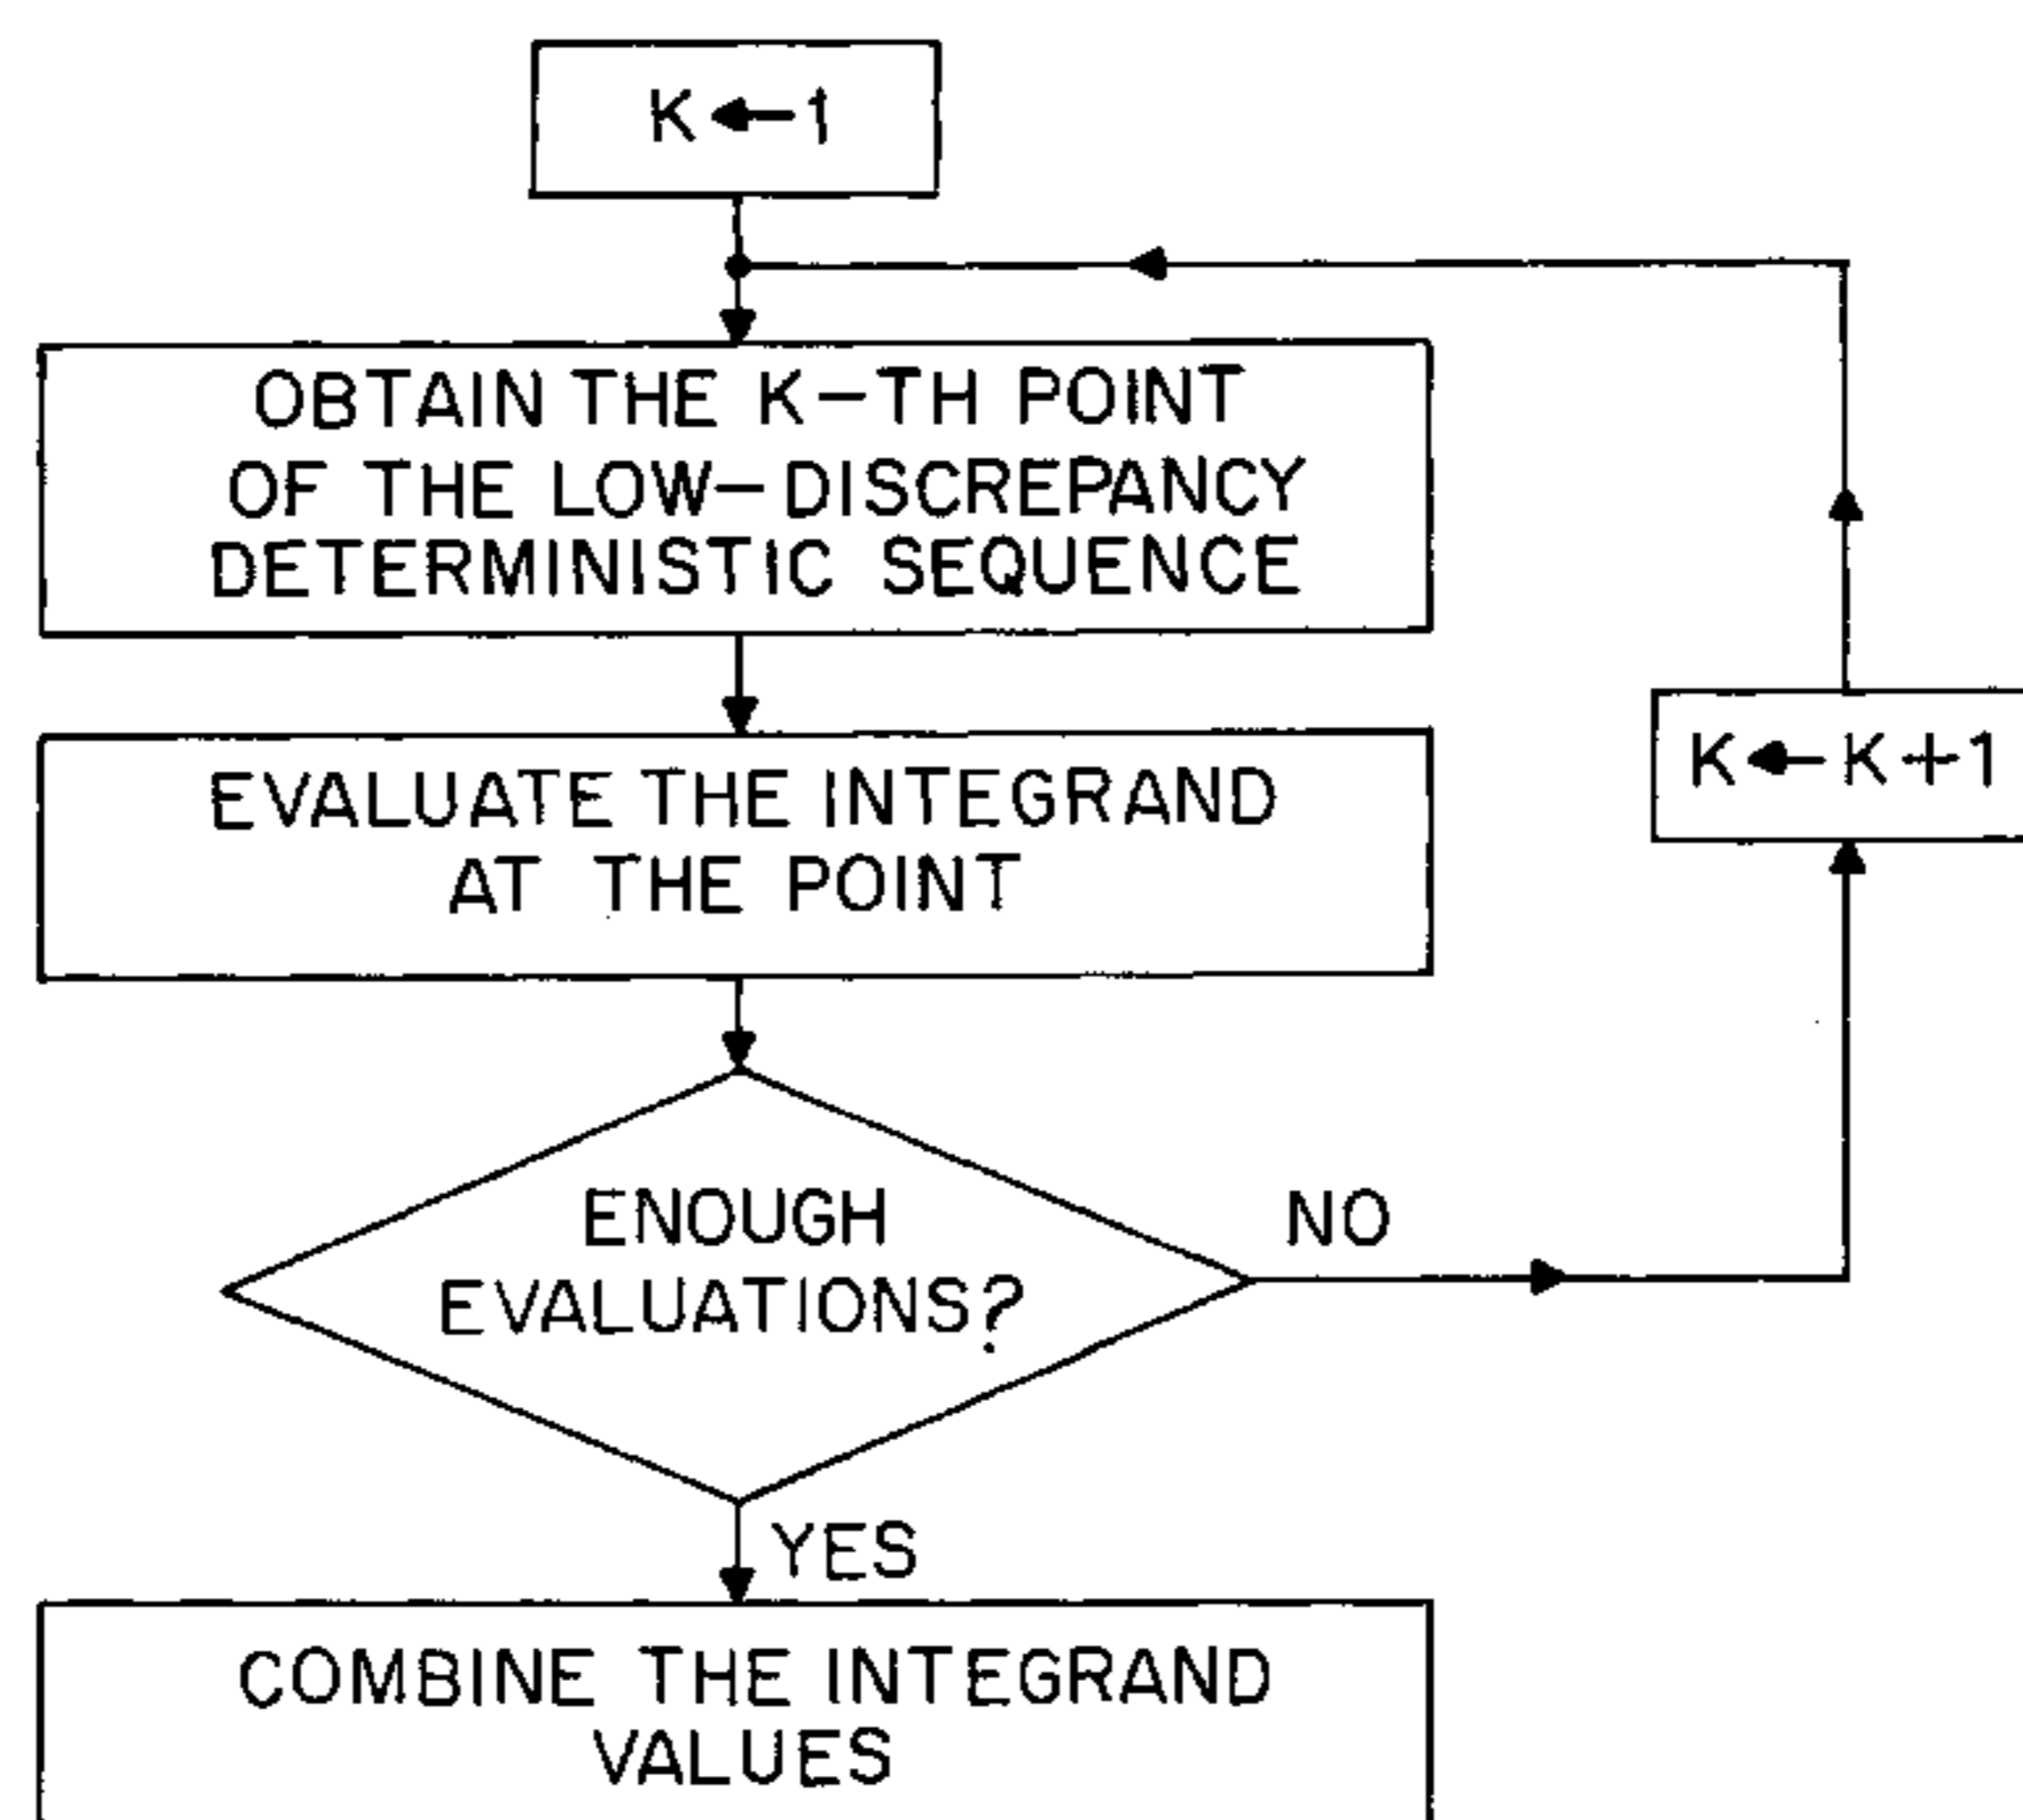 K←1
OBTAIN THE K-TH POINT
OF THE LOW-DISCREPANCY
DETERMINISTIC SEQUENCE
EVALUATE THE INTEGRAND
AT THE POINT
K←K+1
ENOUGH
EVALUATIONS?
NO
YES
COMBINE THE INTEGRAND
VALUES